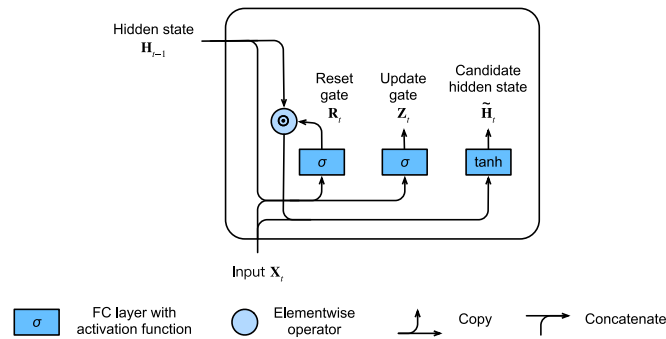 Hidden state
H_{t−1}
Reset
gate
R_t
Update
gate
Z_t
Candidate
hidden state
H̃_t
⊙
σ
σ
tanh
Input X_t
σ
FC layer with
activation function
Elementwise
operator
Copy
Concatenate